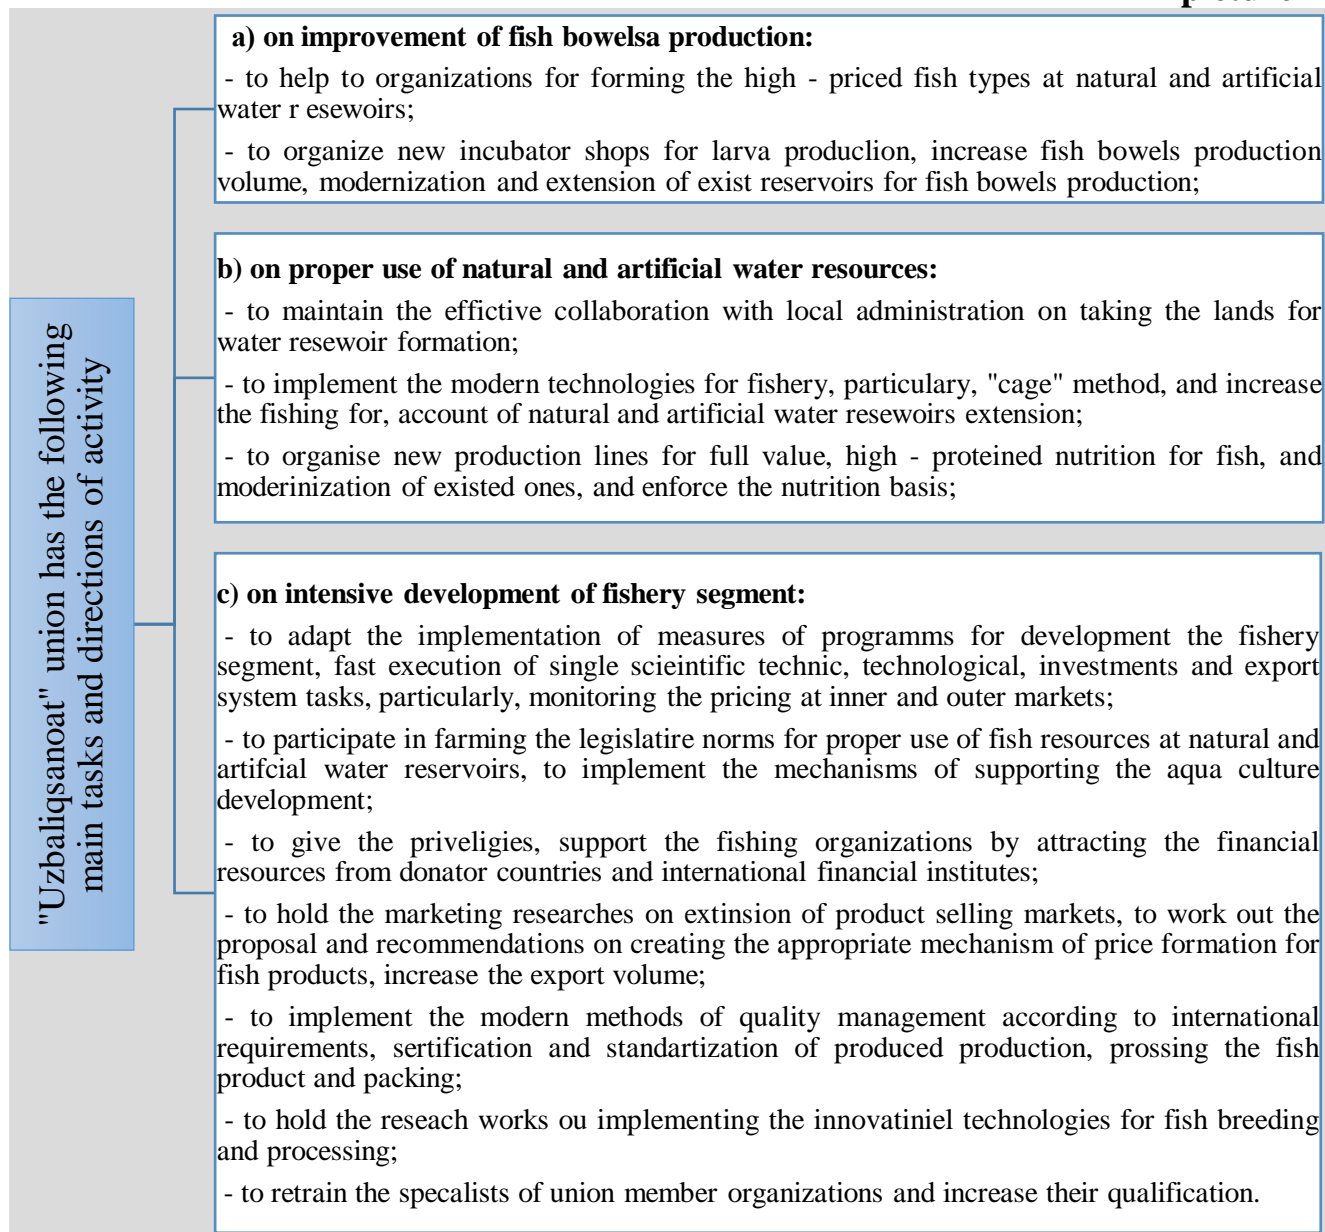 a) on improvement of fish bowelsa production:
- to help to organizations for forming the high - priced fish types at natural and artificial
water r esewoirs;
- to organize new incubator shops for larva produclion, increase fish bowels production
volume, modernization and extension of exist reservoirs for fish bowels production;
"Uzbaliqsanoat" union has the following
main tasks and directions of activity
b) on proper use of natural and artificial water resources:
- to maintain the effictive collaboration with local administration on taking the lands for
water resewoir formation;
- to implement the modern technologies for fishery, particulary, "cage" method, and increase
the fishing for, account of natural and artificial water resewoirs extension;
- to organise new production lines for full value, high - proteined nutrition for fish, and
moderinization of existed ones, and enforce the nutrition basis;
c) on intensive development of fishery segment:
- to adapt the implementation of measures of programms for development the fishery
segment, fast execution of single scieintific technic, technological, investments and export
system tasks, particularly, monitoring the pricing at inner and outer markets;
- to participate in farming the legislatire norms for proper use of fish resources at natural and
artifcial water reservoirs, to implement the mechanisms of supporting the aqua culture
development;
- to give the priveligies, support the fishing organizations by attracting the financial
resources from donator countries and international financial institutes;
- to hold the marketing researches on extinsion of product selling markets, to work out the
proposal and recommendations on creating the appropriate mechanism of price formation for
fish products, increase the export volume;
- to implement the modern methods of quality management according to international
requirements, sertification and standartization of produced production, prossing the fish
product and packing;
- to hold the reseach works ou implementing the innovatiniel technologies for fish breeding
and processing;
- to retrain the specalists of union member organizations and increase their qualification.